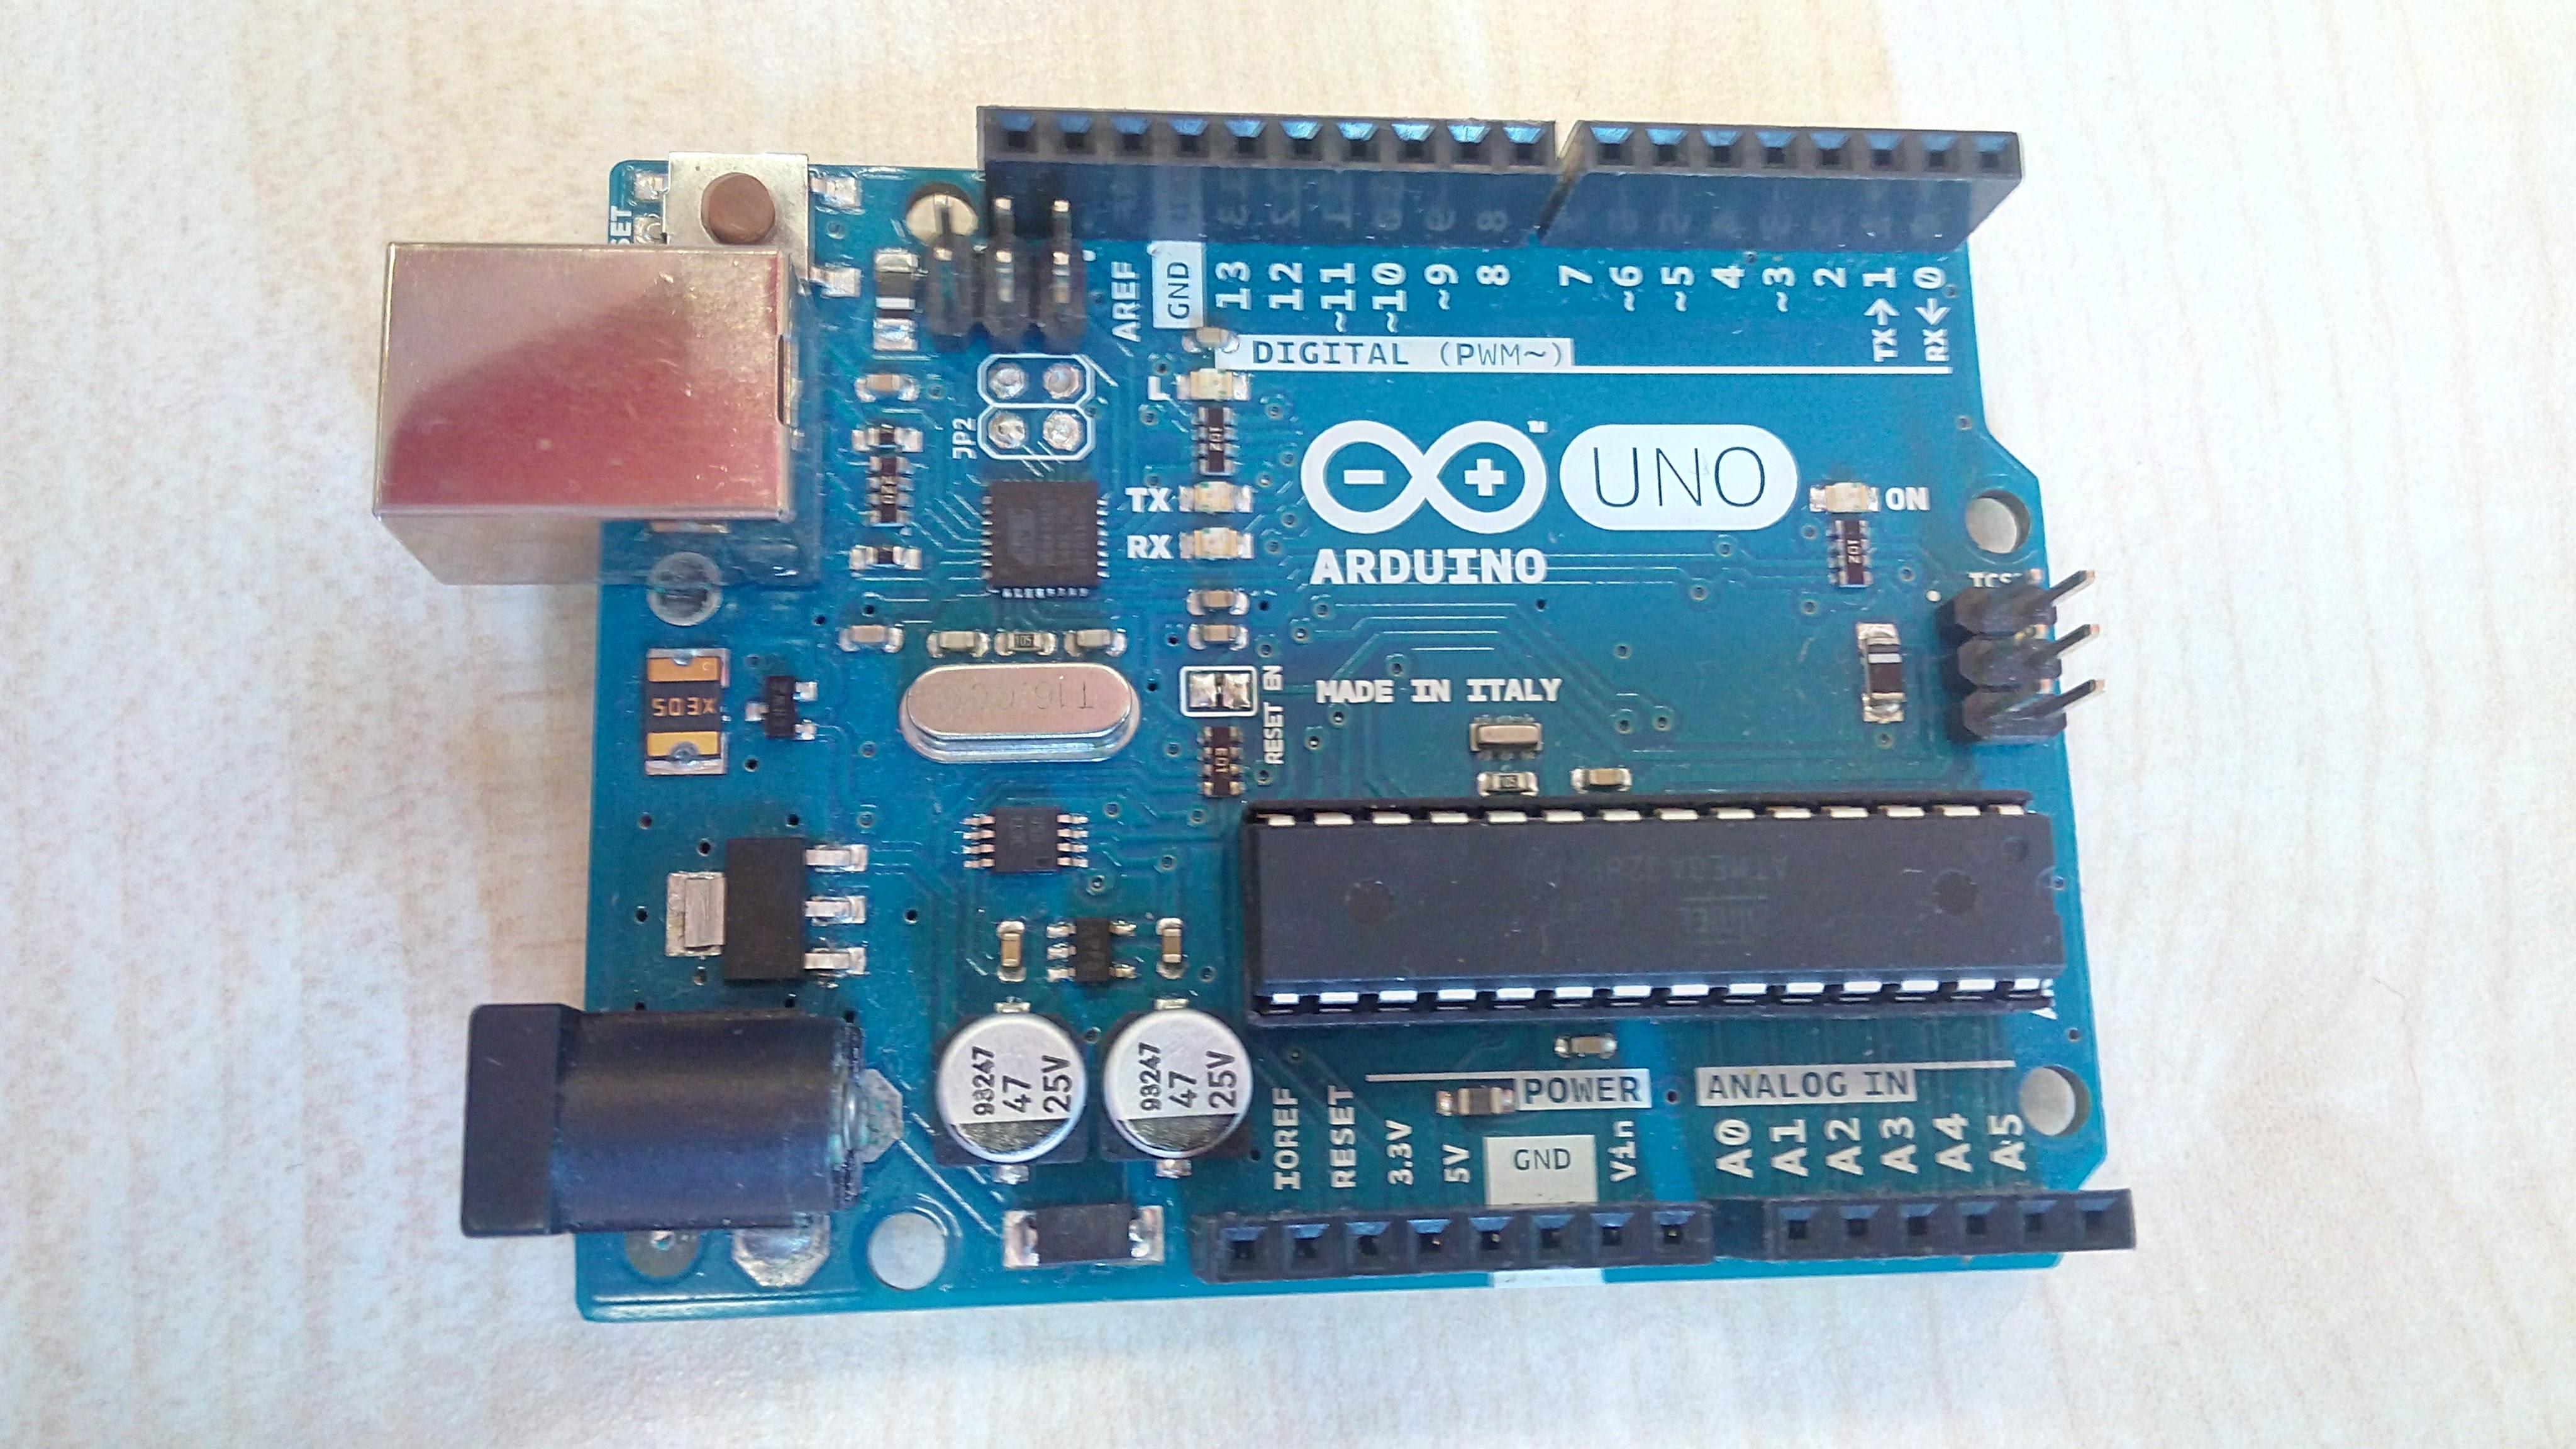 AREF
GND
13
12
~11
~10
~9
8
7
~6
~5
4
~3
2
TX→1
RX←0
DIGITAL (PWM~)
L
JP2
TX
RX
UNO
ON
™
ARDUINO
MADE IN ITALY
RESET EN
POWER
ANALOG IN
IOREF
RESET
3.3V
5V
GND
Vin
A0
A1
A2
A3
A4
A5
47
25V
47
25V